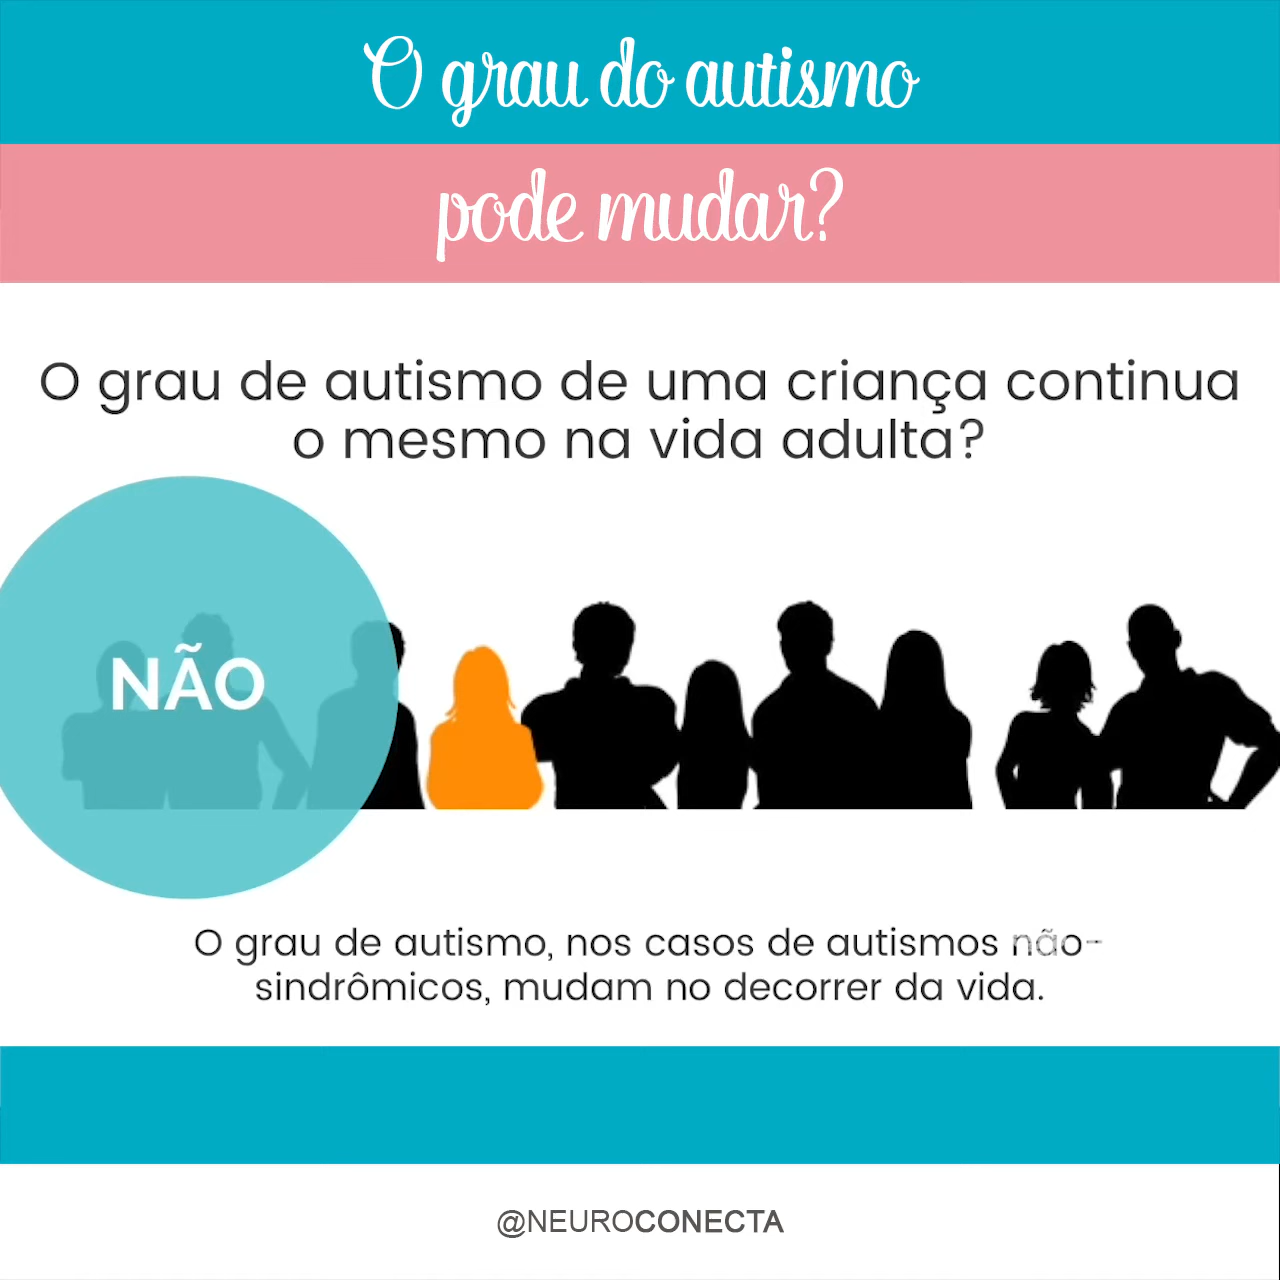 O grau do autismo
pode mudar?
O grau de autismo de uma criança continua
o mesmo na vida adulta?
NÃO
O grau de autismo, nos casos de autismos não-
sindrômicos, mudam no decorrer da vida.
@NEUROCONECTA